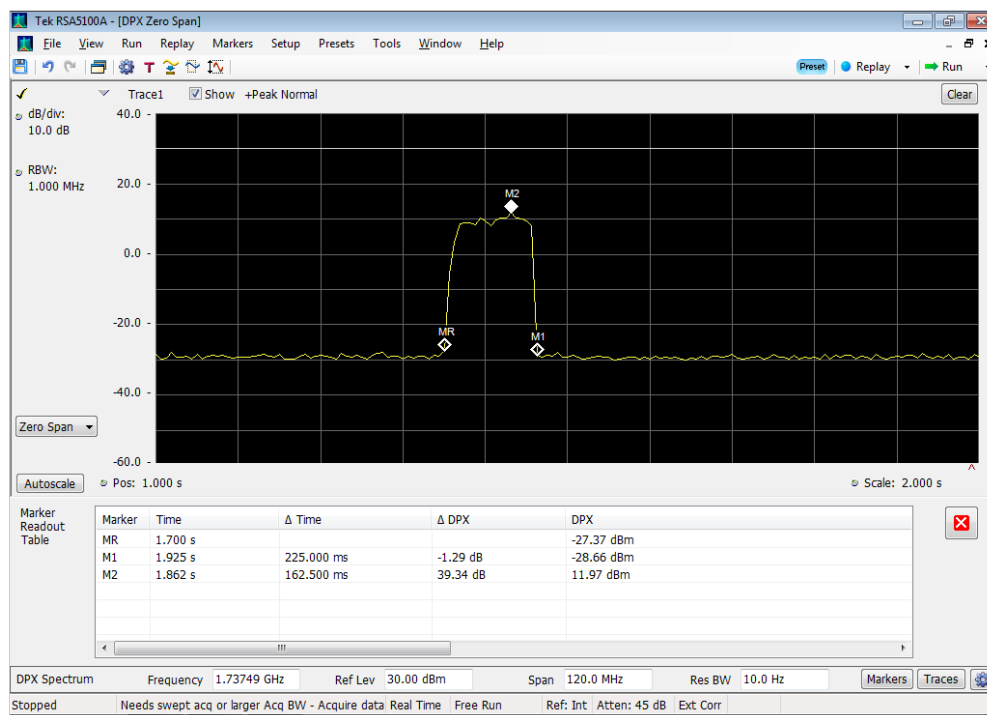 Tek RSA5100A - [DPX Zero Span]
File View Run Replay Markers Setup Presets Tools Window Help
T Preset Replay Run
Trace1 Show +Peak Normal Clear
dB/div:
10.0 dB
RBW:
1.000 MHz
40.0 -
20.0 -
0.0 -
-20.0 -
-40.0 -
-60.0 -
M2
MR
M1
Zero Span
Autoscale Pos: 1.000 s Scale: 2.000 s
Marker
Readout
Table
Marker Time Δ Time Δ DPX DPX
MR 1.700 s -27.37 dBm
M1 1.925 s 225.000 ms -1.29 dB -28.66 dBm
M2 1.862 s 162.500 ms 39.34 dB 11.97 dBm
DPX Spectrum Frequency 1.73749 GHz Ref Lev 30.00 dBm Span 120.0 MHz Res BW 10.0 Hz Markers Traces
Stopped Needs swept acq or larger Acq BW - Acquire data Real Time Free Run Ref: Int Atten: 45 dB Ext Corr